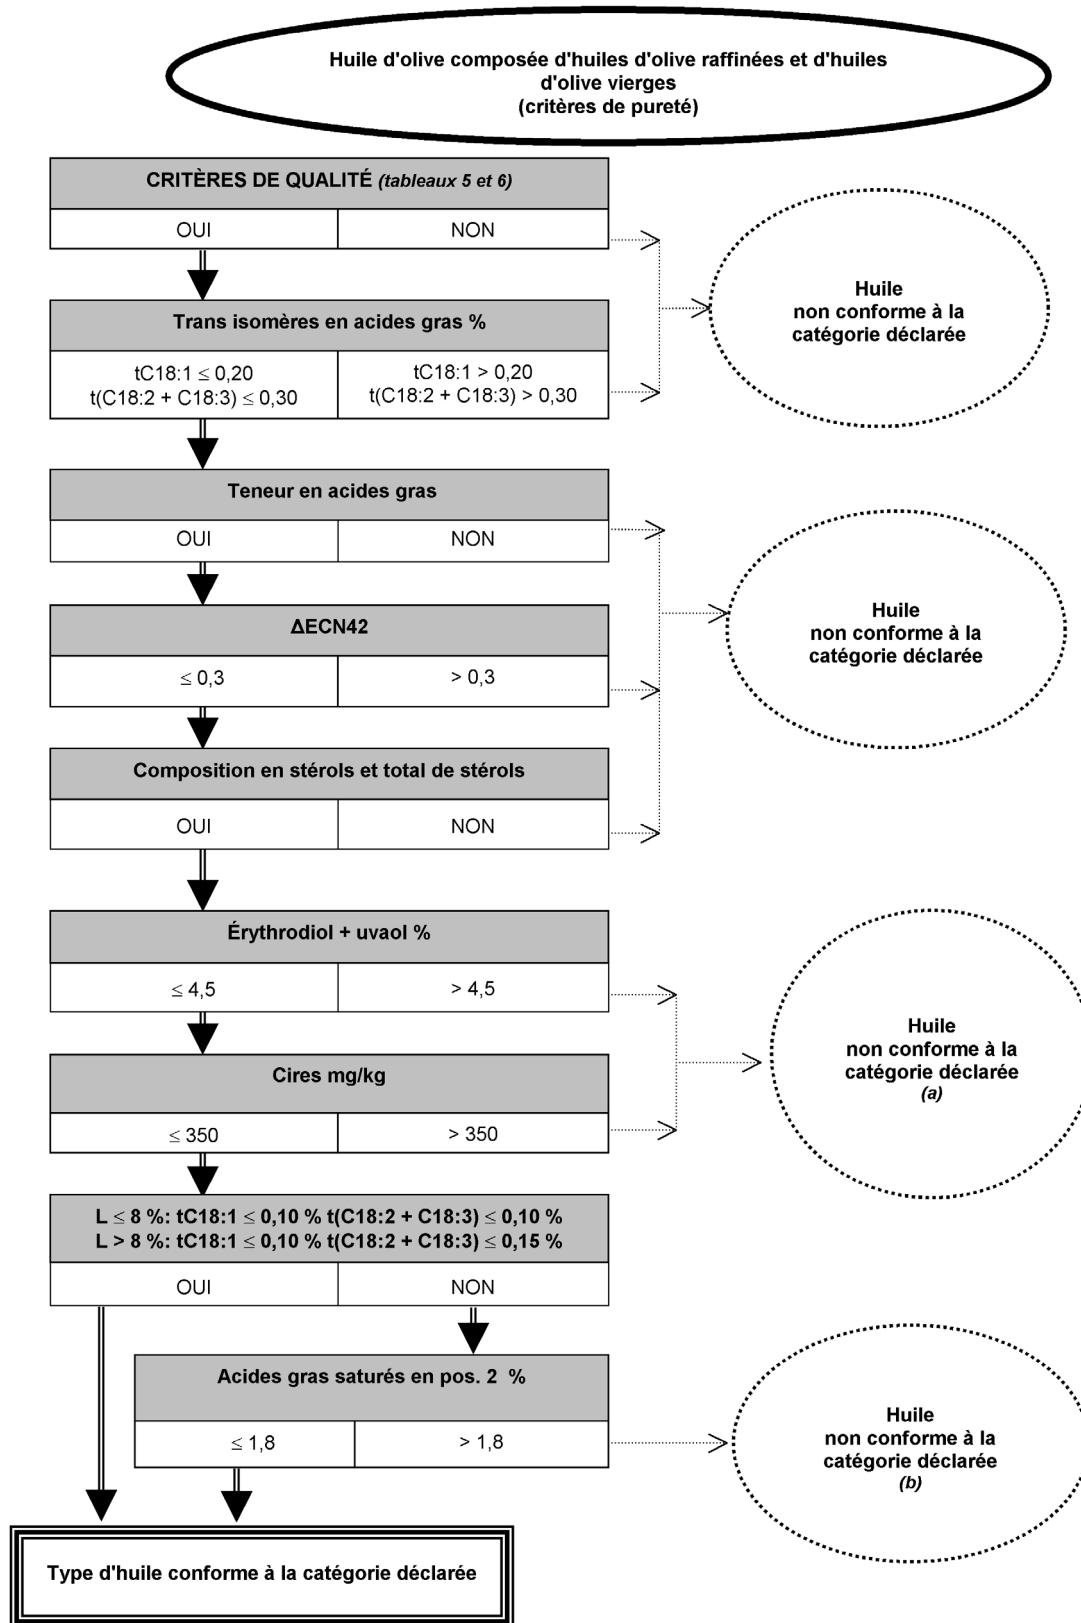 Huile d'olive composée d'huiles d'olive raffinées et d'huiles
d'olive vierges
(critères de pureté)
CRITÈRES DE QUALITÉ (tableaux 5 et 6)
OUI NON
Huile
non conforme à la
catégorie déclarée
Trans isomères en acides gras %
tC18:1 ≤ 0,20 tC18:1 > 0,20
t(C18:2 + C18:3) ≤ 0,30 t(C18:2 + C18:3) > 0,30
Teneur en acides gras
OUI NON
Huile
non conforme à la
catégorie déclarée
ΔECN42
≤ 0,3 > 0,3
Composition en stérols et total de stérols
OUI NON
Érythrodiol + uvaol %
≤ 4,5 > 4,5
Huile
non conforme à la
catégorie déclarée
(a)
Cires mg/kg
≤ 350 > 350
L ≤ 8 %: tC18:1 ≤ 0,10 % t(C18:2 + C18:3) ≤ 0,10 %
L > 8 %: tC18:1 ≤ 0,10 % t(C18:2 + C18:3) ≤ 0,15 %
OUI NON
Acides gras saturés en pos. 2 %
≤ 1,8 > 1,8
Huile
non conforme à la
catégorie déclarée
(b)
Type d'huile conforme à la catégorie déclarée